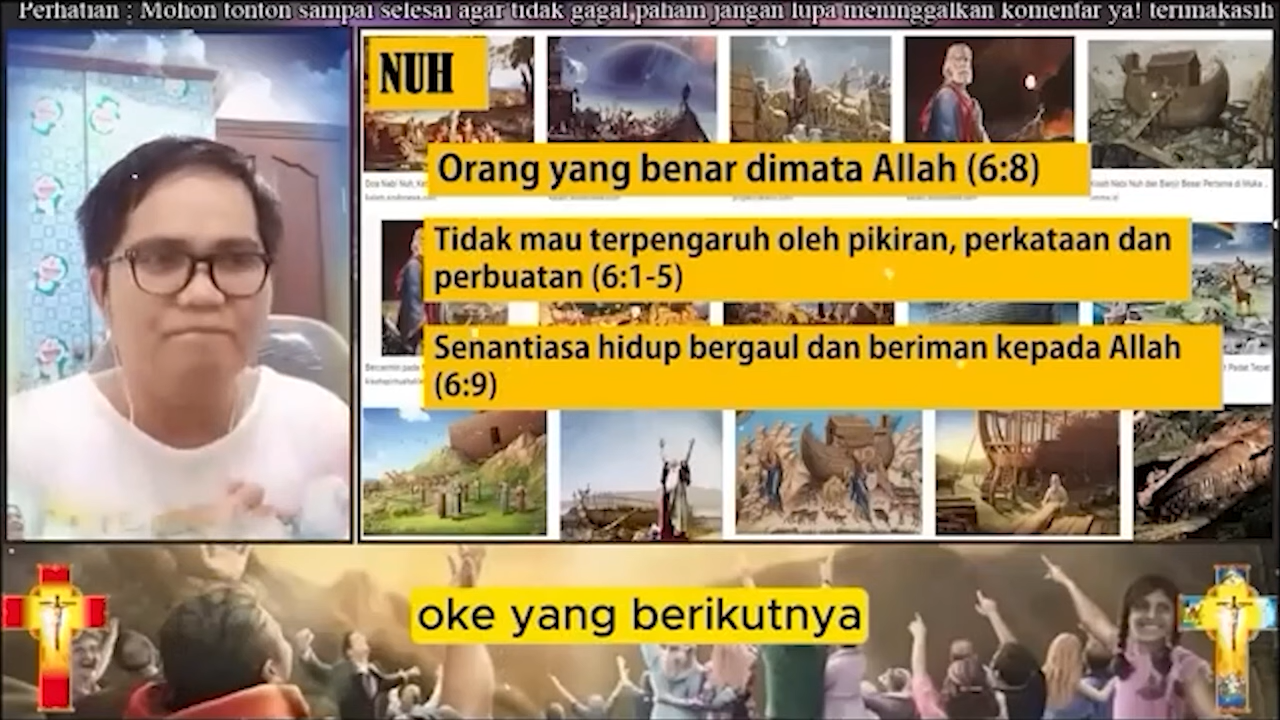 Perhatian : Mohon tonton sampai selesai agar tidak gagal paham jangan lupa meninggalkan komentar ya! terimakasih
NUH
Orang yang benar dimata Allah (6:8)
Tidak mau terpengaruh oleh pikiran, perkataan dan
perbuatan (6:1-5)
Senantiasa hidup bergaul dan beriman kepada Allah
(6:9)
oke yang berikutnya